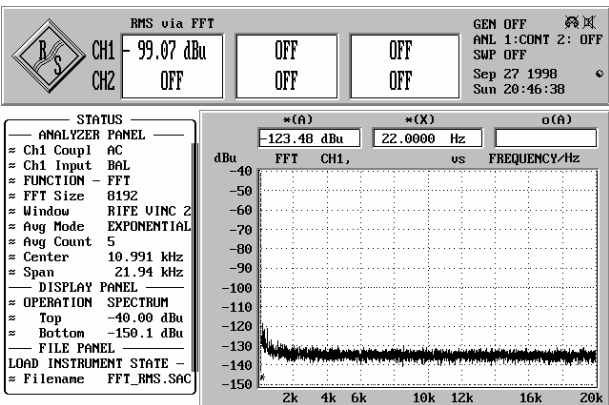 RMS via FFT
R S CH1 - 99.07 dBu OFF OFF
CH2 OFF OFF OFF
GEN OFF
ANL 1:CONT 2: OFF
SWP OFF
Sep 27 1998
Sun 20:46:38
STATUS
ANALYZER PANEL
≈ Ch1 Coupl AC
≈ Ch1 Input BAL
≈ FUNCTION - FFT
≈ FFT Size 8192
≈ Window RIFE VINC 2
≈ Avg Mode EXPONENTIAL
≈ Avg Count 5
≈ Center 10.991 kHz
≈ Span 21.94 kHz
DISPLAY PANEL
≈ OPERATION SPECTRUM
≈ Top -40.00 dBu
≈ Bottom -150.1 dBu
FILE PANEL
LOAD INSTRUMENT STATE -
≈ Filename FFT_RMS.SAC
*(A) *(X) o(A)
-123.48 dBu 22.0000 Hz
dBu FFT CH1, vs FREQUENCY/Hz
-40
-50
-60
-70
-80
-90
-100
-110
-120
-130
-140
-150
2k 4k 6k 10k 12k 16k 20k